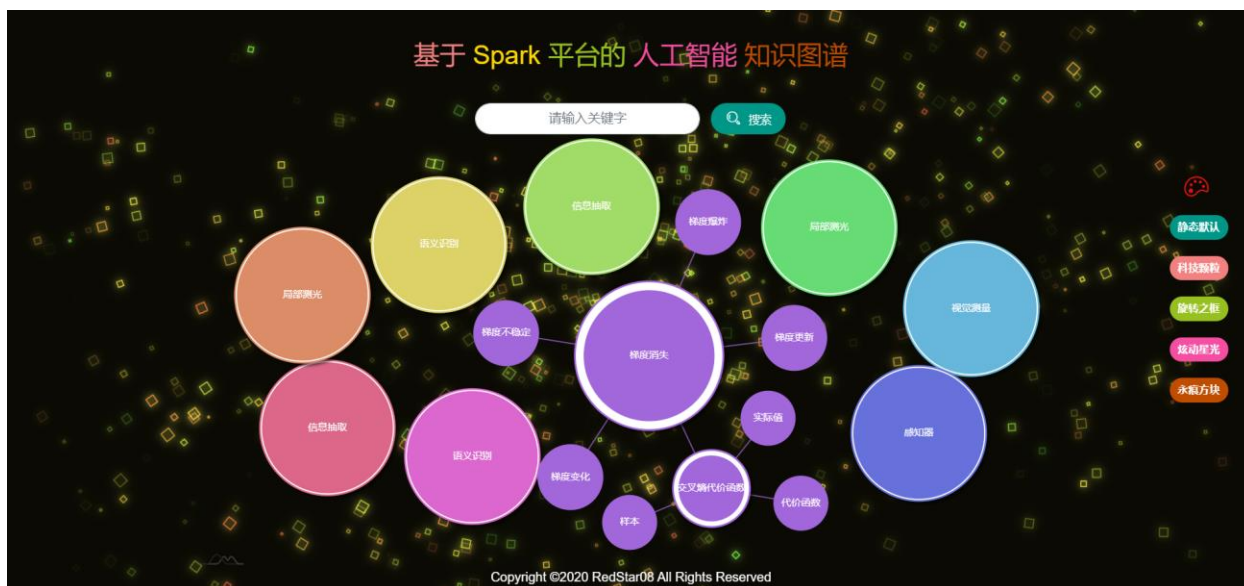 基于 Spark 平台的 人工智能 知识图谱
请输入关键字
搜索
信息抽取
梯度爆炸
局部测光
语义识别
静态默认
科技颗粒
局部测光
视觉测量
旋转之框
梯度不稳定
梯度更新
梯度消失
炫动星光
永痕方块
实际值
信息抽取
感知器
语义识别
梯度变化
交叉熵代价函数
代价函数
样本
Copyright ©2020 RedStar08 All Rights Reserved